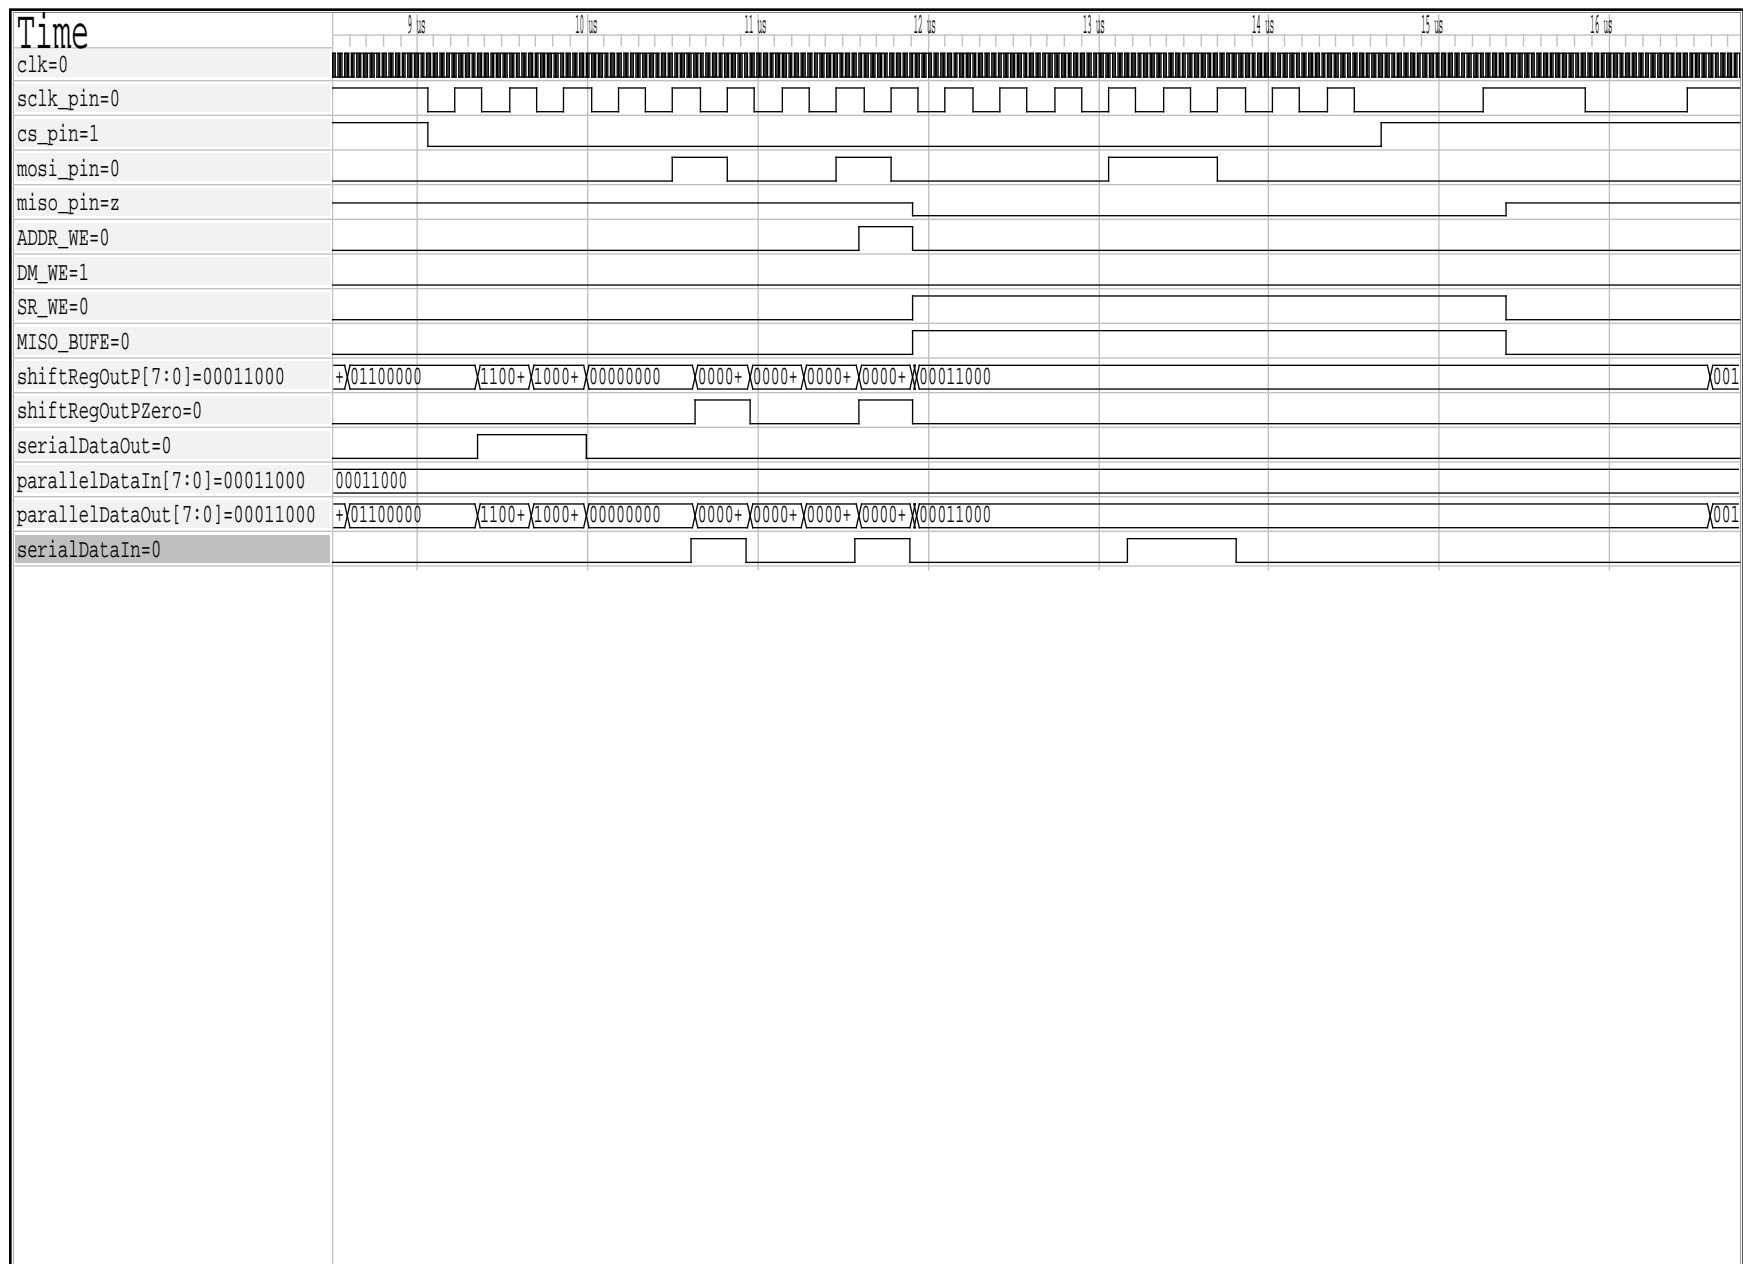 Time 9 us 10 us 11 us 12 us 13 us 14 us 15 us 16 us
clk=0
sclk_pin=0
cs_pin=1
mosi_pin=0
miso_pin=z
ADDR_WE=0
DM_WE=1
SR_WE=0
MISO_BUFE=0
shiftRegOutP[7:0]=00011000 + 01100000 1100+ 1000+ 00000000 0000+ 0000+ 0000+ 0000+ 00011000 001
shiftRegOutPZero=0
serialDataOut=0
parallelDataIn[7:0]=00011000 00011000
parallelDataOut[7:0]=00011000 + 01100000 1100+ 1000+ 00000000 0000+ 0000+ 0000+ 0000+ 00011000 001
serialDataIn=0